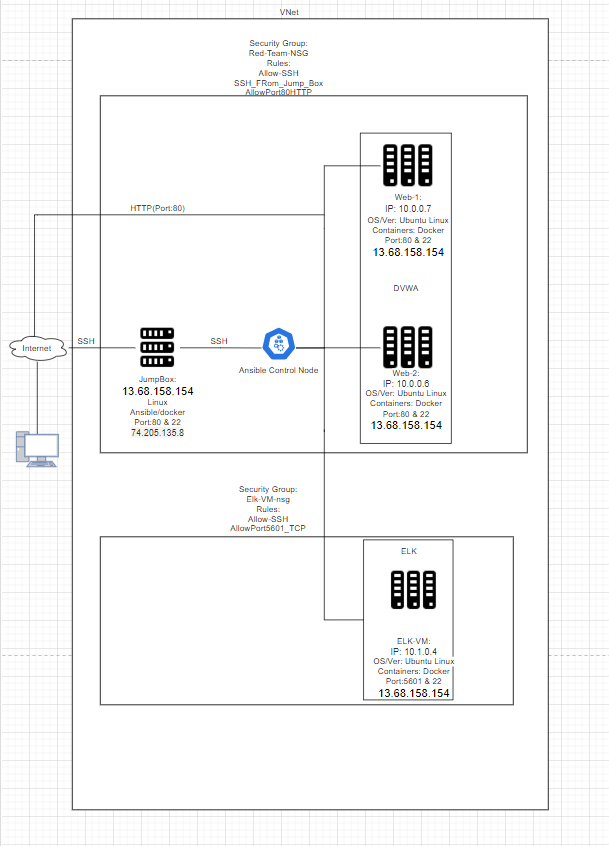 VNet
Security Group:
Red-Team-NSG
Rules:
Allow-SSH
SSH_FRom_Jump_Box
AllowPort80HTTP
Web-1:
IP: 10.0.0.7
OS/Ver: Ubuntu Linux
Containers: Docker
Port:80 & 22
13.68.158.154
HTTP(Port:80)
DVWA
Internet
SSH
SSH
Ansible Control Node
JumpBox:
13.68.158.154
Linux
Ansible/docker
Port:80 & 22
74.205.135.8
Web-2:
IP: 10.0.0.6
OS/Ver: Ubuntu Linux
Containers: Docker
Port:80 & 22
13.68.158.154
Security Group:
Elk-VM-nsg
Rules:
Allow-SSH
AllowPort5601_TCP
ELK
ELK-VM:
IP: 10.1.0.4
OS/Ver: Ubuntu Linux
Containers: Docker
Port:5601 & 22
13.68.158.154